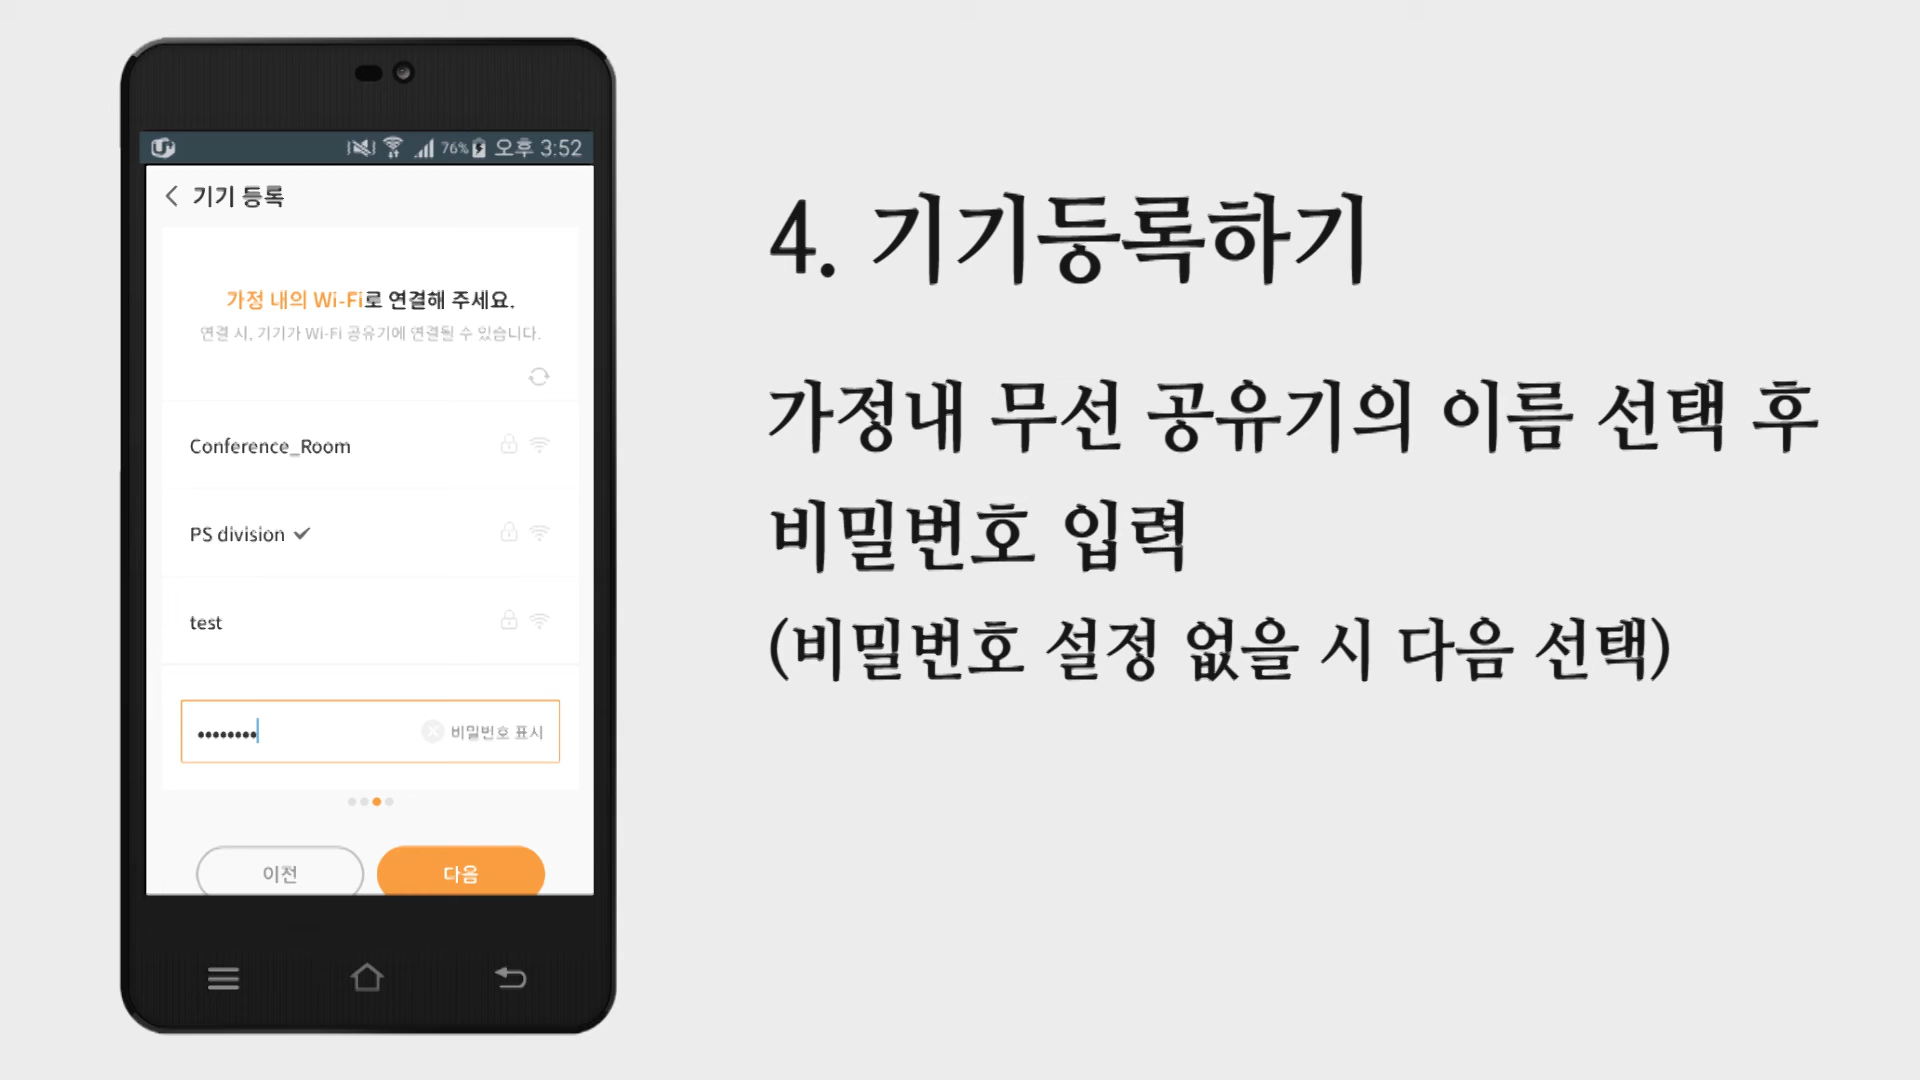 76% 오후 3:52
기기 등록
가정 내의 Wi-Fi로 연결해 주세요.
연결 시, 기기가 Wi-Fi 공유기에 연결될 수 있습니다.
Conference_Room
PS division
test
•••••••• 비밀번호 표시
이전 다음
4. 기기등록하기
가정내 무선 공유기의 이름 선택 후
비밀번호 입력
(비밀번호 설정 없을 시 다음 선택)